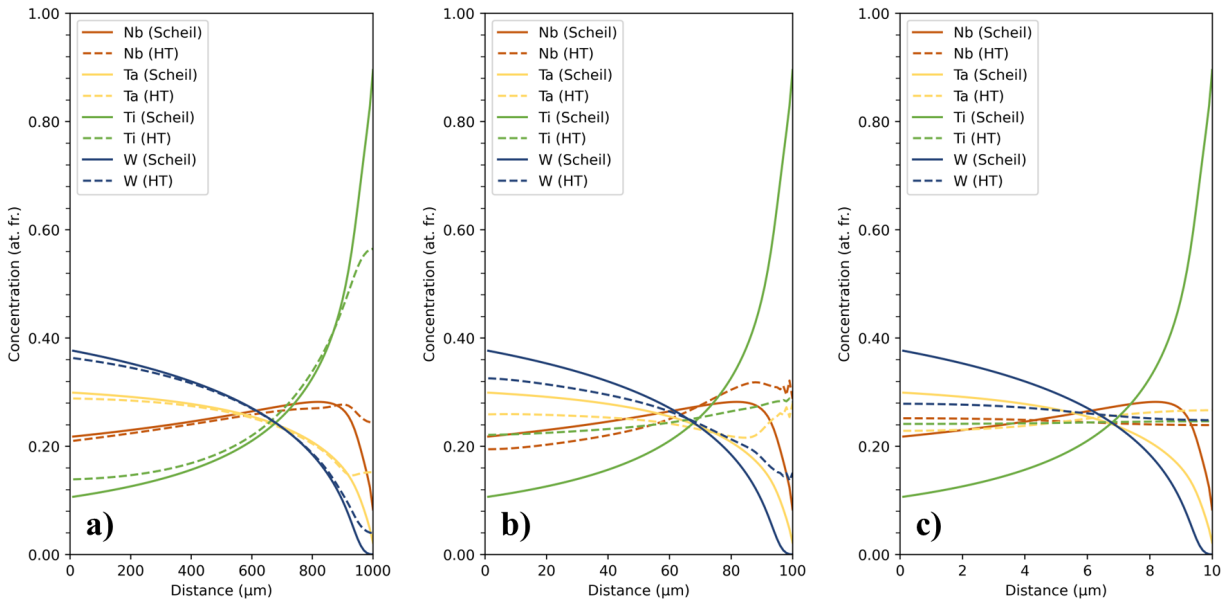 1.00
0.80
0.60
0.40
0.20
0.00
Concentration (at. fr.)
Nb (Scheil)
Nb (HT)
Ta (Scheil)
Ta (HT)
Ti (Scheil)
Ti (HT)
W (Scheil)
W (HT)
a)
0 200 400 600 800 1000
Distance (μm)
1.00
0.80
0.60
0.40
0.20
0.00
Concentration (at. fr.)
Nb (Scheil)
Nb (HT)
Ta (Scheil)
Ta (HT)
Ti (Scheil)
Ti (HT)
W (Scheil)
W (HT)
b)
0 20 40 60 80 100
Distance (μm)
1.00
0.80
0.60
0.40
0.20
0.00
Concentration (at. fr.)
Nb (Scheil)
Nb (HT)
Ta (Scheil)
Ta (HT)
Ti (Scheil)
Ti (HT)
W (Scheil)
W (HT)
c)
0 2 4 6 8 10
Distance (μm)